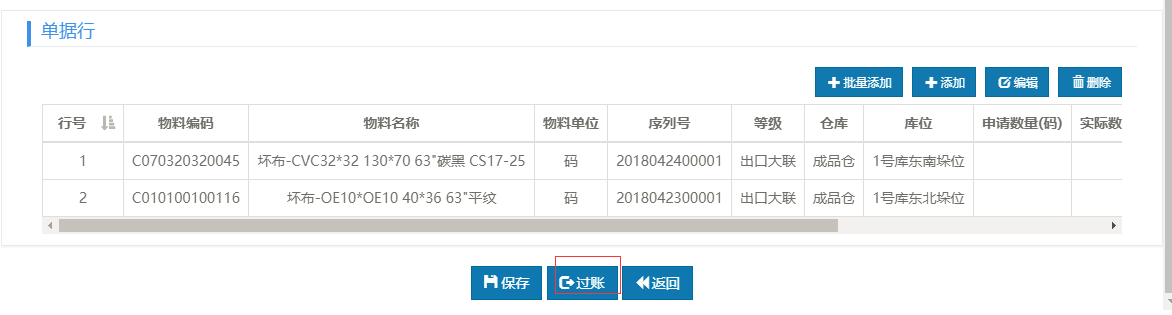 单据行
批量添加 添加 编辑 删除
行号 物料编码 物料名称 物料单位 序列号 等级 仓库 库位 申请数量(码) 实际数
1 C070320320045 坯布-CVC32*32 130*70 63"碳黑 CS17-25 码 2018042400001 出口大联 成品仓 1号库东南垛位
2 C010100100116 坯布-OE10*OE10 40*36 63"平纹 码 2018042300001 出口大联 成品仓 1号库东北垛位
保存 过账 返回